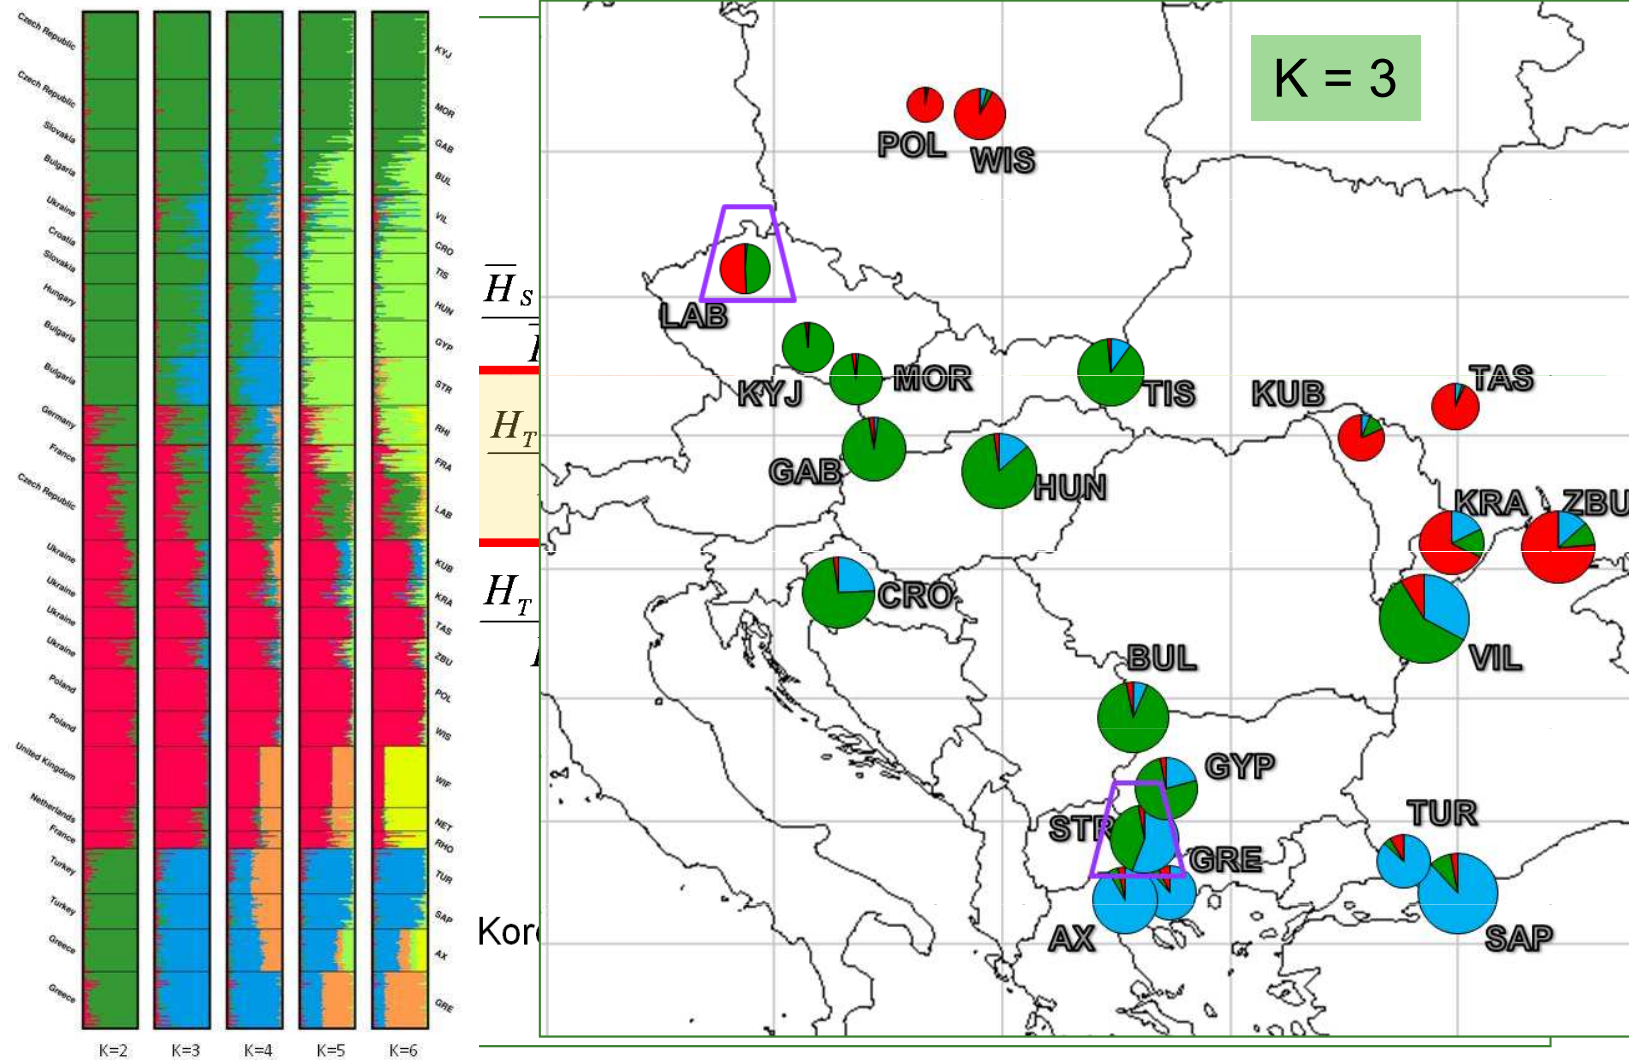 Czech Republic
Czech Republic
Slovakia
Bulgaria
Ukraine
Croatia
Slovakia
Hungary
Bulgaria
Bulgaria
Germany
France
Czech Republic
Ukraine
Ukraine
Ukraine
Ukraine
Poland
Poland
United Kingdom
Netherlands
France
Turkey
Turkey
Greece
Greece
KYJ
MOR
GAB
BUL
VIL
CRO
TIS
HUN
GYP
STR
RHI
FRA
LAB
KUB
KRA
TAS
ZBU
POL
WIS
WIF
NET
RHO
TUR
SAP
AX
GRE
K=2 K=3 K=4 K=5 K=6
H S
H T
H T
Kor
K = 3
POL
WIS
LAB
KYJ
MOR
TIS
KUB
TAS
GAB
HUN
KRA
ZBU
CRO
BUL
VIL
GYP
STR
GRE
TUR
AX
SAP